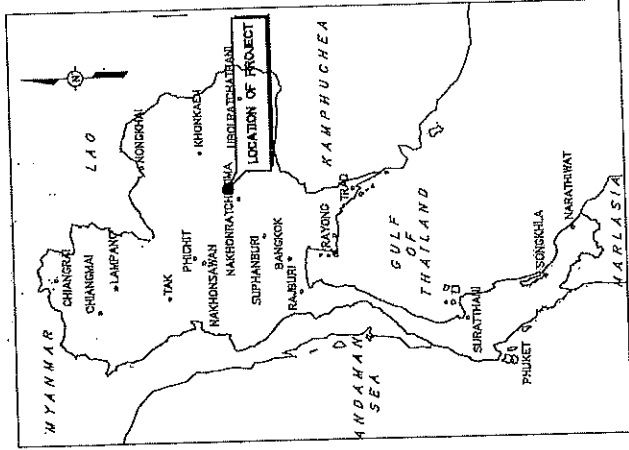 MYANMAR
CHIANGRAI
CHIANGMAI
LAMPANG
LAO
NONGKHAI
TAK
PHICHIT
KHONKAEN
NAKHONSAWAN
NAKHONRATCHASIMA
UBOLRATCHATHANI
LOCATION OF PROJECT
SUPHANBURI
BANGKOK
RAJBURI
RAYONG
TRAD
KAMPHUCHEA
GULF
OF
THAILAND
ANDAMAN
SEA
SURATTHANI
PHUKET
SONGKHLA
NARATHIWAT
MARLASIA
N